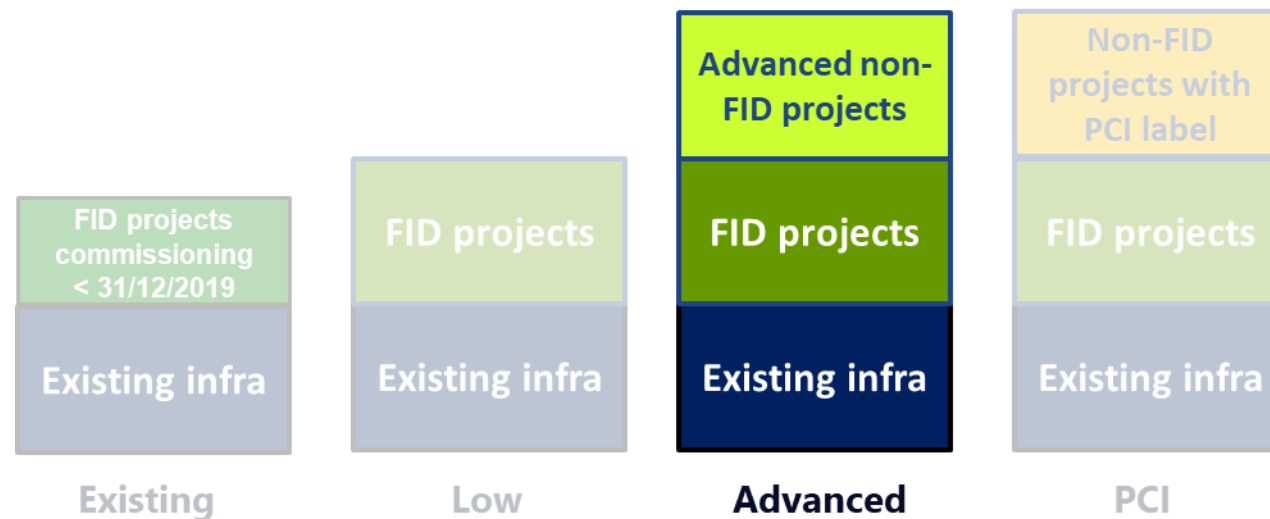 FID projects
commissioning
< 31/12/2019
Existing infra
Existing
FID projects
Existing infra
Low
Advanced non-
FID projects
FID projects
Existing infra
Advanced
Non-FID
projects with
PCI label
FID projects
Existing infra
PCI